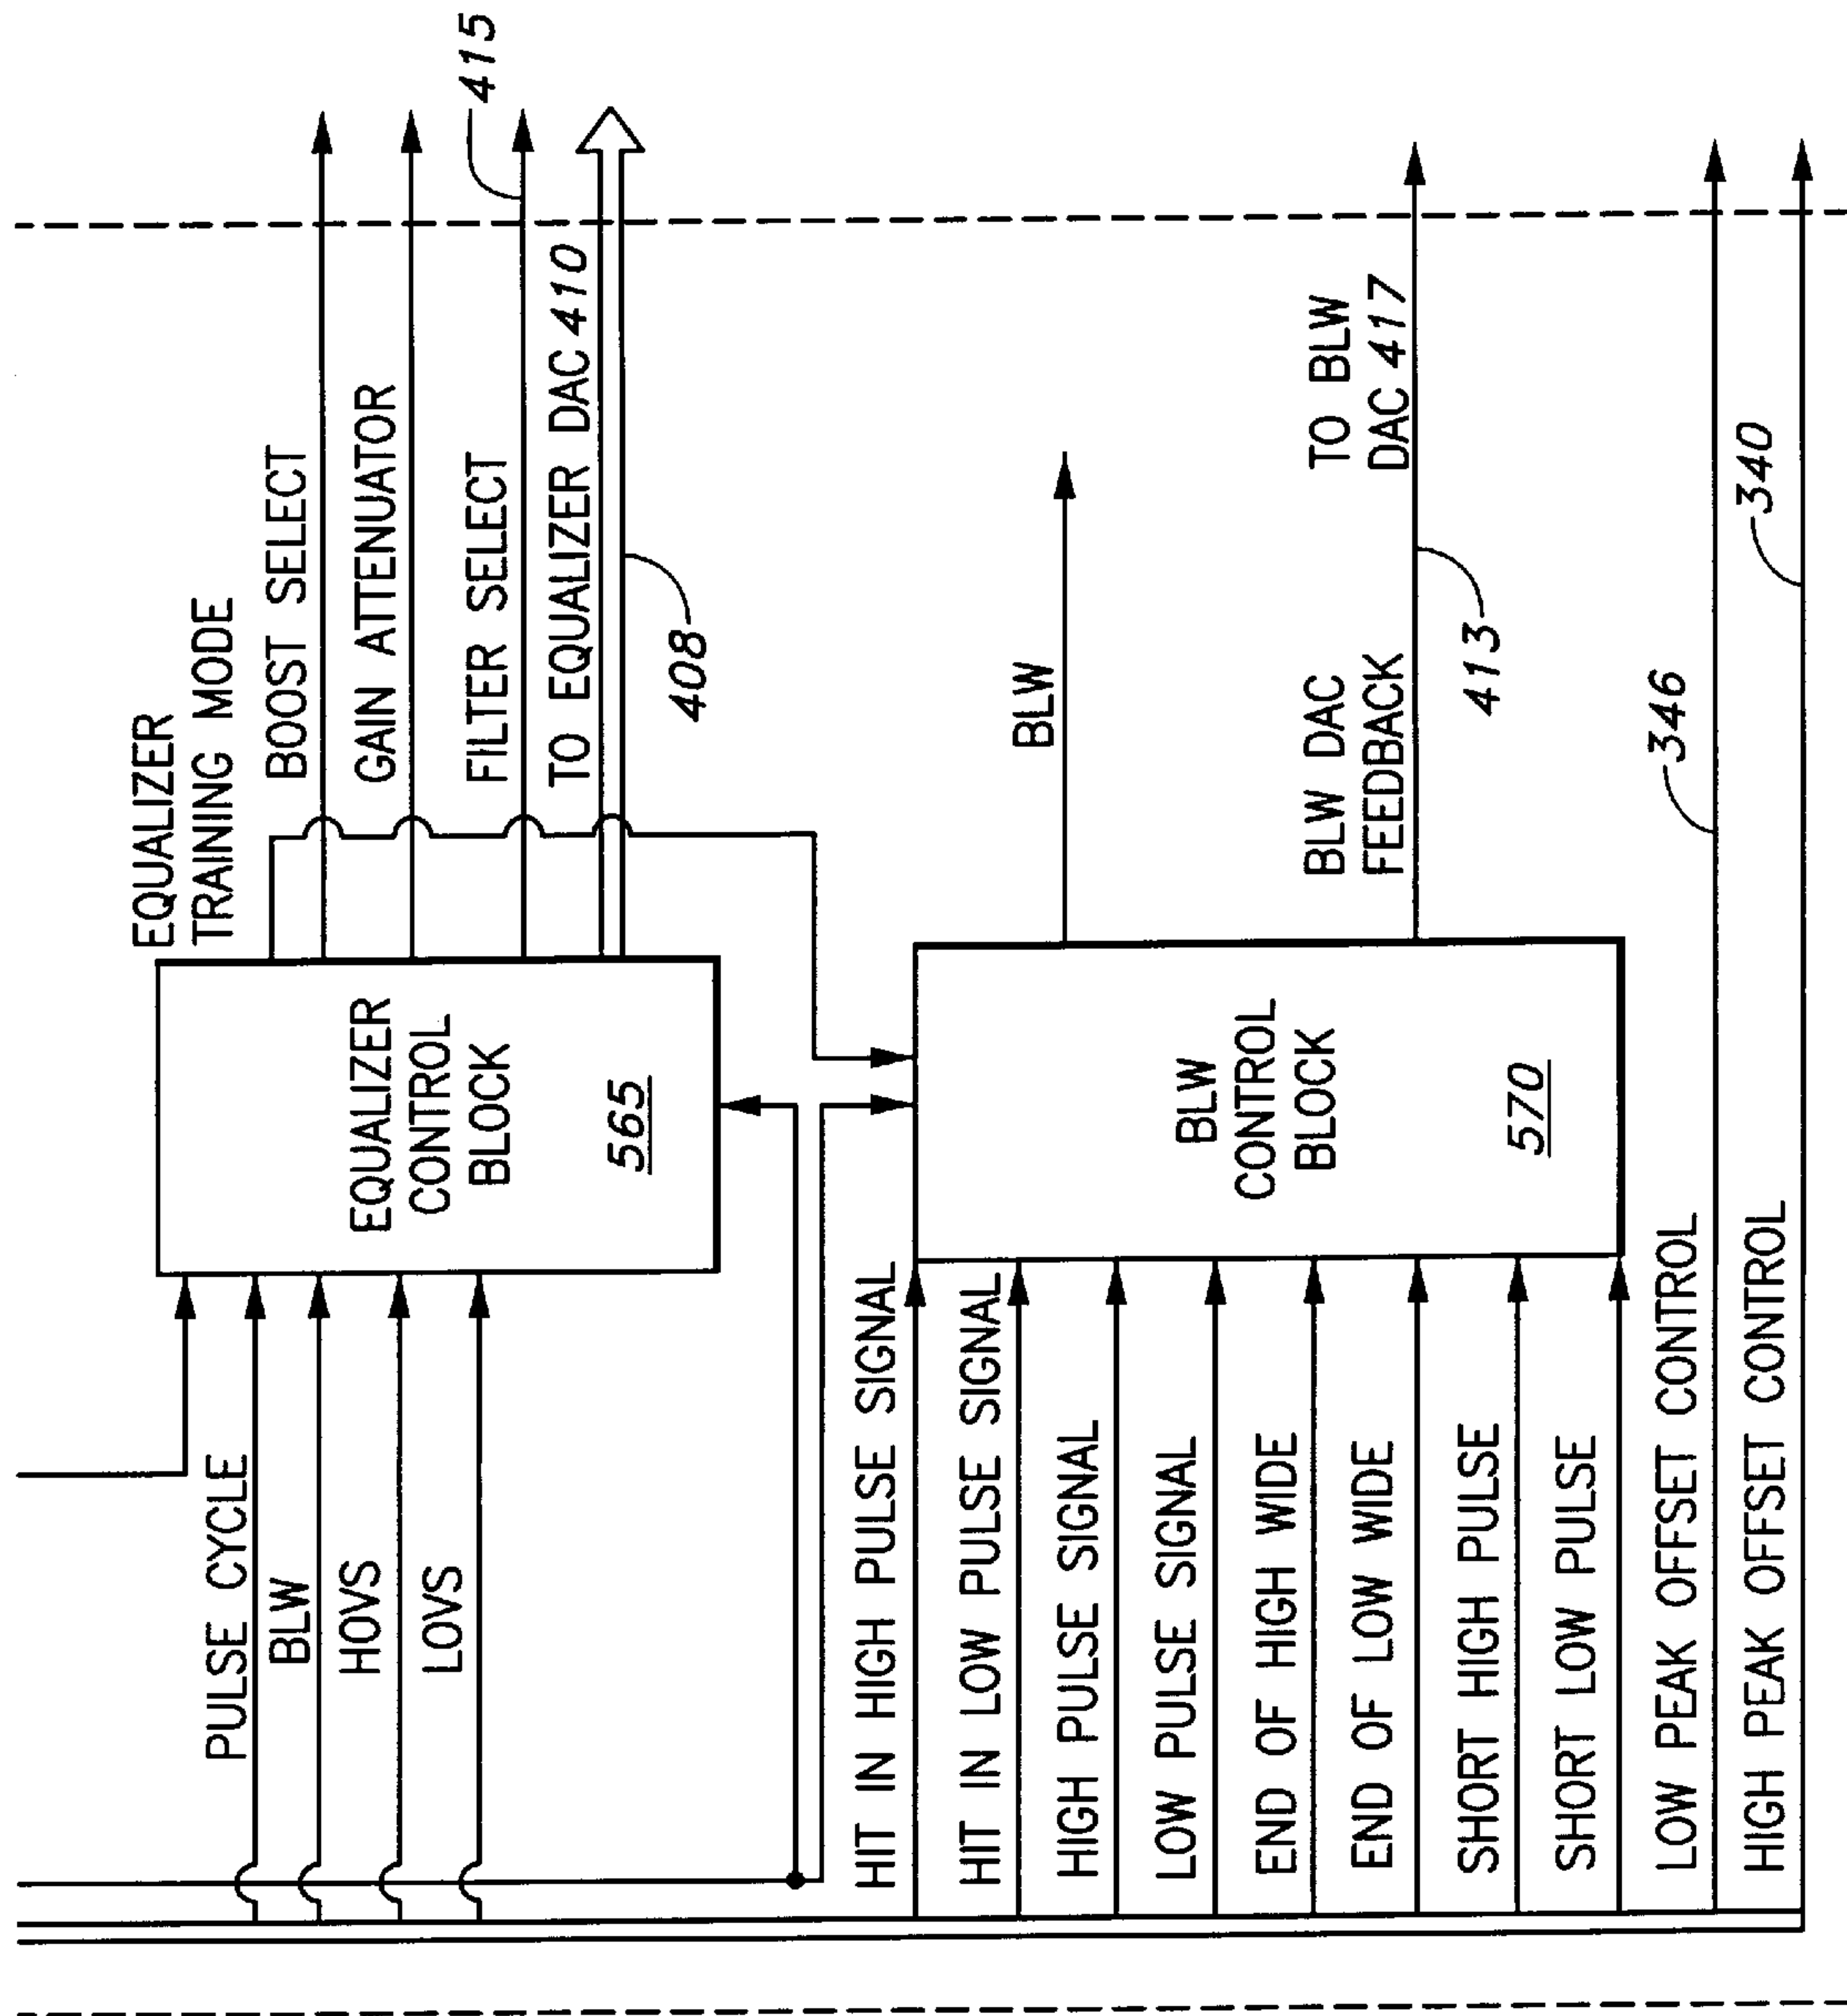 415
EQUALIZER
TRAINING MODE
BOOST SELECT
GAIN ATTENUATOR
FILTER SELECT
TO EQUALIZER DAC 410
408
EQUALIZER
CONTROL
BLOCK
565
PULSE CYCLE
BLW
HOVS
LOVS
BLW
TO BLW
DAC 417
BLW DAC
FEEDBACK
413
BLW
CONTROL
BLOCK
570
HIT IN HIGH PULSE SIGNAL
HIT IN LOW PULSE SIGNAL
HIGH PULSE SIGNAL
LOW PULSE SIGNAL
END OF HIGH WIDE
END OF LOW WIDE
SHORT HIGH PULSE
SHORT LOW PULSE
LOW PEAK OFFSET CONTROL
346
HIGH PEAK OFFSET CONTROL
340